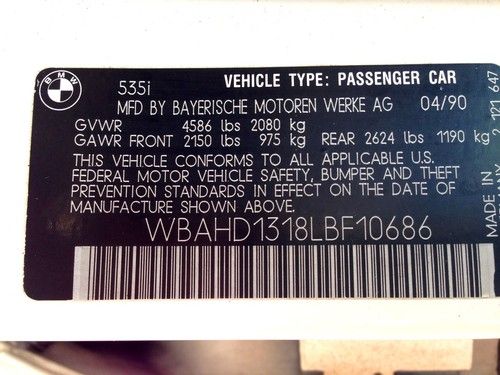 BMW
535i VEHICLE TYPE: PASSENGER CAR
MFD BY BAYERISCHE MOTOREN WERKE AG 04/90
GVWR 4586 lbs 2080 kg
GAWR FRONT 2150 lbs 975 kg REAR 2624 lbs 1190 kg
THIS VEHICLE CONFORMS TO ALL APPLICABLE U.S.
FEDERAL MOTOR VEHICLE SAFETY, BUMPER AND THEFT
PREVENTION STANDARDS IN EFFECT ON THE DATE OF
MANUFACTURE SHOWN ABOVE.
WBAHD1318LBF10686
MADE IN
121 647